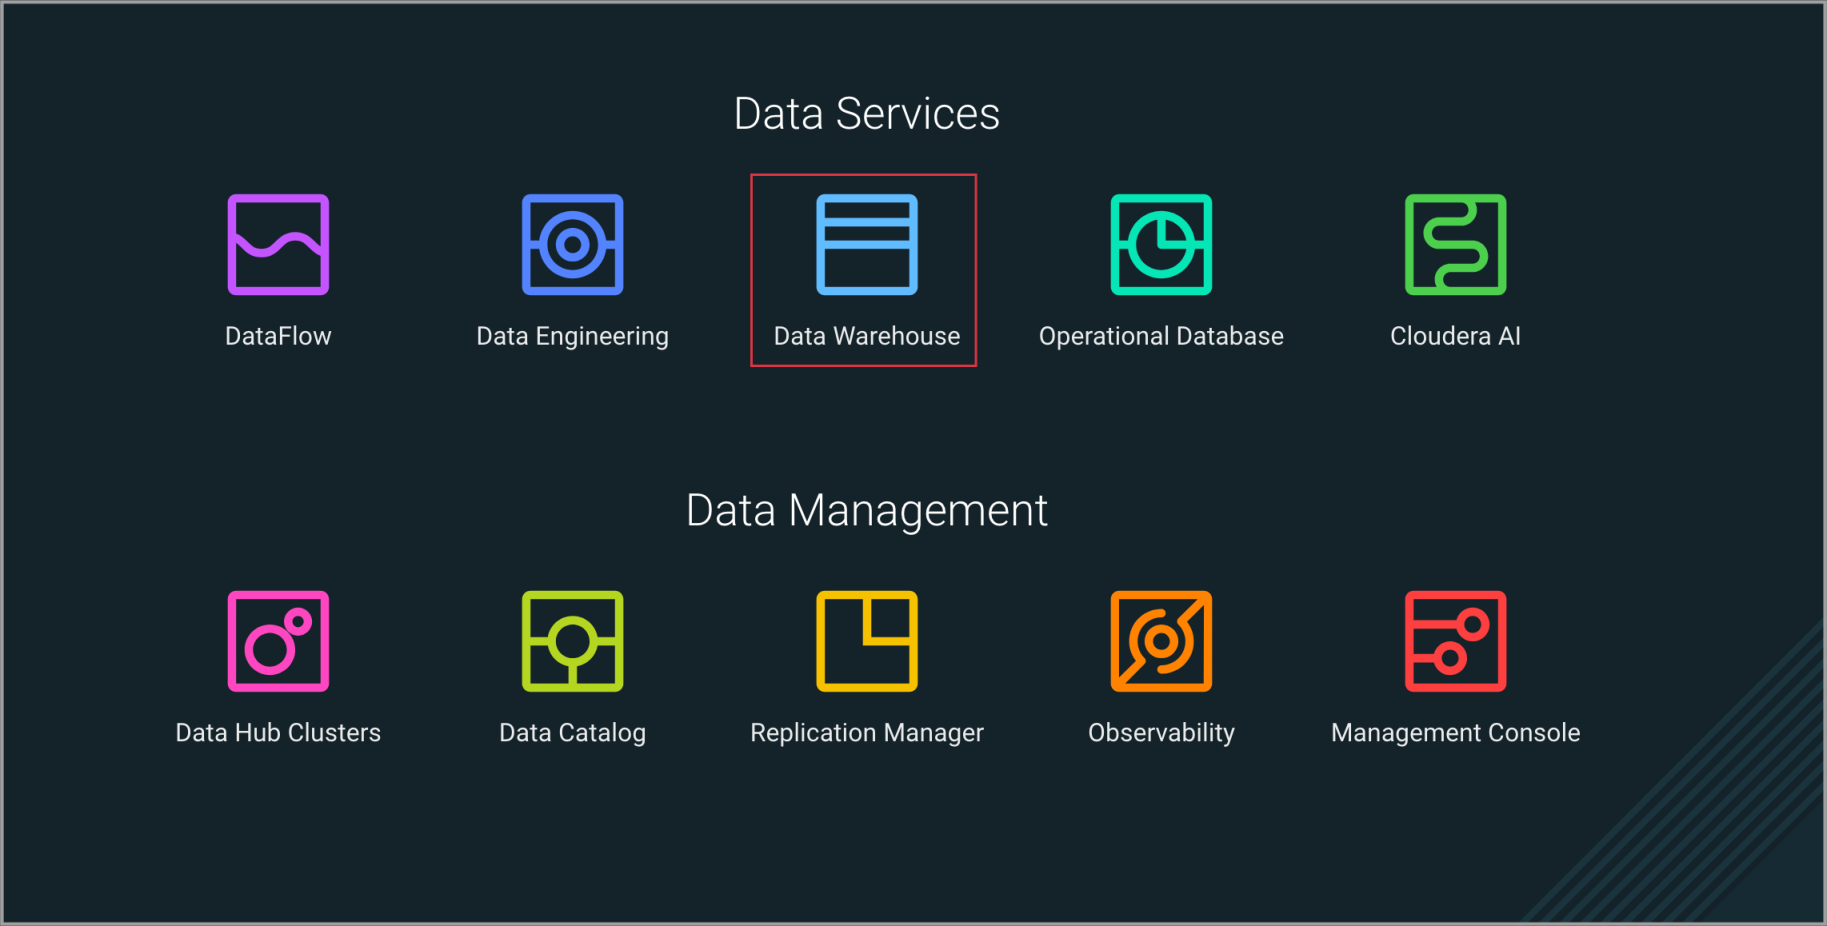 Data Services
DataFlow
Data Engineering
Data Warehouse
Operational Database
Cloudera AI
Data Management
Data Hub Clusters
Data Catalog
Replication Manager
Observability
Management Console